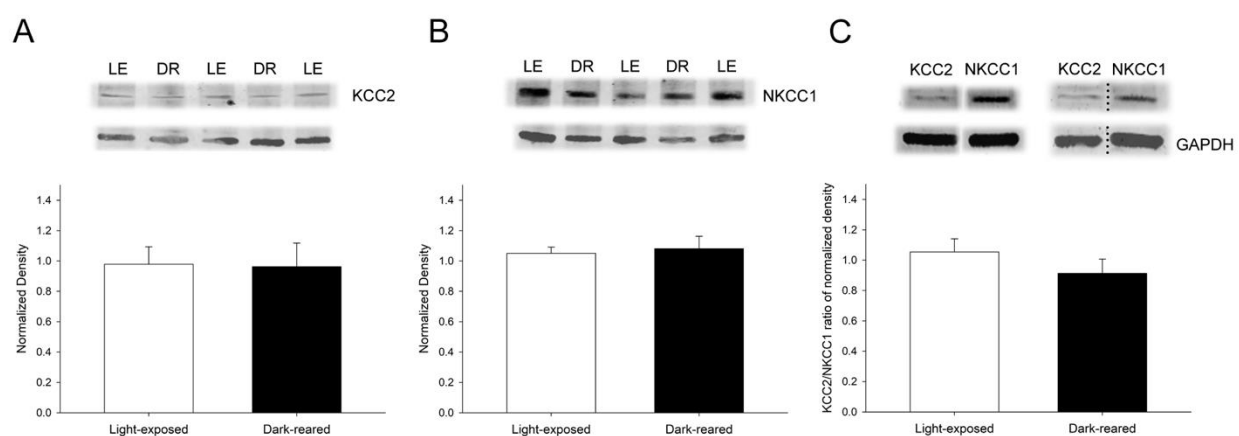 A
LE DR LE DR LE
KCC2
Normalized Density
1.4
1.2
1.0
0.8
0.6
0.4
0.2
0.0
Light-exposed Dark-reared
B
LE DR LE DR LE
NKCC1
Normalized Density
1.4
1.2
1.0
0.8
0.6
0.4
0.2
0.0
Light-exposed Dark-reared
C
KCC2 NKCC1 KCC2 NKCC1
GAPDH
KCC2/NKCC1 ratio of normalized density
1.4
1.2
1.0
0.8
0.6
0.4
0.2
0.0
Light-exposed Dark-reared